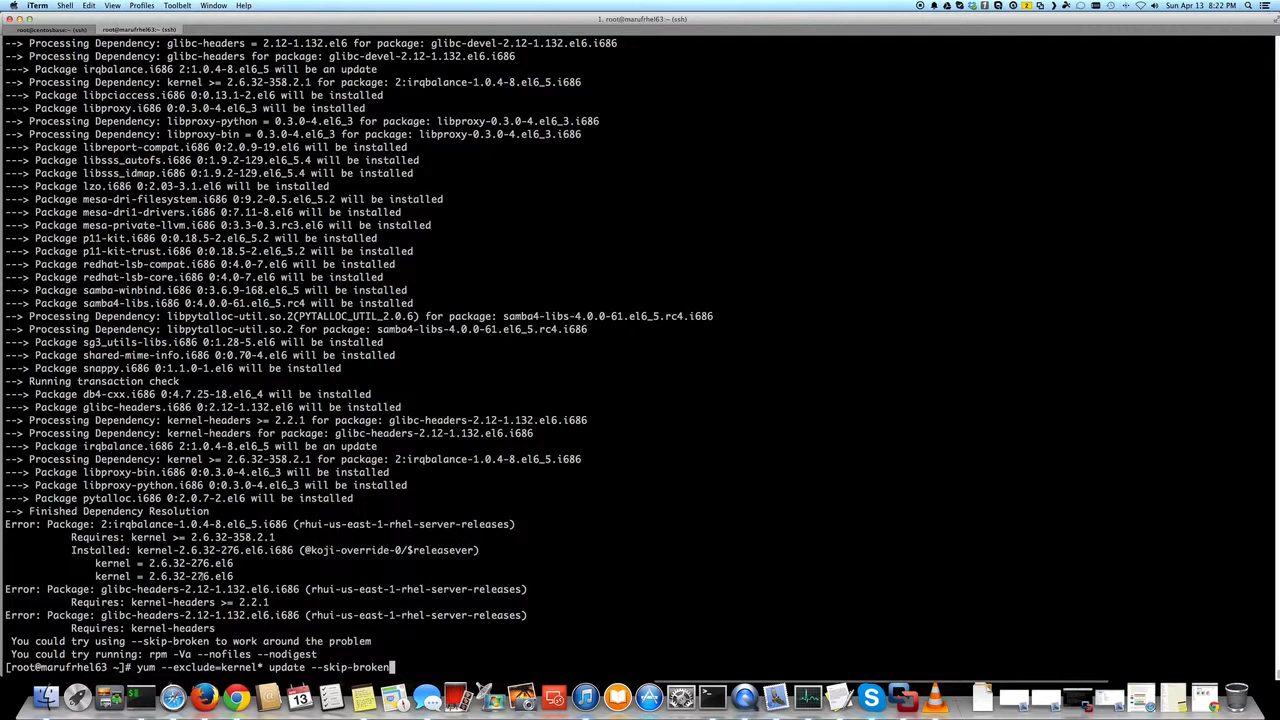 iTerm Shell Edit View Profiles Toolbelt Window Help
2 Sun Apr 13 8:22 PM
1. root@marufrhel63:~ (ssh)
root@centosbase:~ (ssh) root@marufrhel63:~ (ssh)
--> Processing Dependency: glibc-headers = 2.12-1.132.el6 for package: glibc-devel-2.12-1.132.el6.i686
--> Processing Dependency: glibc-headers for package: glibc-devel-2.12-1.132.el6.i686
---> Package irqbalance.i686 2:1.0.4-8.el6_5 will be an update
--> Processing Dependency: kernel >= 2.6.32-358.2.1 for package: 2:irqbalance-1.0.4-8.el6_5.i686
---> Package libpciaccess.i686 0:0.13.1-2.el6 will be installed
---> Package libproxy.i686 0:0.3.0-4.el6_3 will be installed
--> Processing Dependency: libproxy-python = 0.3.0-4.el6_3 for package: libproxy-0.3.0-4.el6_3.i686
--> Processing Dependency: libproxy-bin = 0.3.0-4.el6_3 for package: libproxy-0.3.0-4.el6_3.i686
---> Package libreport-compat.i686 0:2.0.9-19.el6 will be installed
---> Package libsss_autofs.i686 0:1.9.2-129.el6_5.4 will be installed
---> Package libsss_idmap.i686 0:1.9.2-129.el6_5.4 will be installed
---> Package lzo.i686 0:2.03-3.1.el6 will be installed
---> Package mesa-dri-filesystem.i686 0:9.2-0.5.el6_5.2 will be installed
---> Package mesa-dri1-drivers.i686 0:7.11-8.el6 will be installed
---> Package mesa-private-llvm.i686 0:3.3-0.3.rc3.el6 will be installed
---> Package p11-kit.i686 0:0.18.5-2.el6_5.2 will be installed
---> Package p11-kit-trust.i686 0:0.18.5-2.el6_5.2 will be installed
---> Package redhat-lsb-compat.i686 0:4.0-7.el6 will be installed
---> Package redhat-lsb-core.i686 0:4.0-7.el6 will be installed
---> Package samba-winbind.i686 0:3.6.9-168.el6_5 will be installed
---> Package samba4-libs.i686 0:4.0.0-61.el6_5.rc4 will be installed
--> Processing Dependency: libpytalloc-util.so.2(PYTALLOC_UTIL_2.0.6) for package: samba4-libs-4.0.0-61.el6_5.rc4.i686
--> Processing Dependency: libpytalloc-util.so.2 for package: samba4-libs-4.0.0-61.el6_5.rc4.i686
---> Package sg3_utils-libs.i686 0:1.28-5.el6 will be installed
---> Package shared-mime-info.i686 0:0.70-4.el6 will be installed
---> Package snappy.i686 0:1.1.0-1.el6 will be installed
--> Running transaction check
---> Package db4-cxx.i686 0:4.7.25-18.el6_4 will be installed
---> Package glibc-headers.i686 0:2.12-1.132.el6 will be installed
--> Processing Dependency: kernel-headers >= 2.2.1 for package: glibc-headers-2.12-1.132.el6.i686
--> Processing Dependency: kernel-headers for package: glibc-headers-2.12-1.132.el6.i686
---> Package irqbalance.i686 2:1.0.4-8.el6_5 will be an update
--> Processing Dependency: kernel >= 2.6.32-358.2.1 for package: 2:irqbalance-1.0.4-8.el6_5.i686
---> Package libproxy-bin.i686 0:0.3.0-4.el6_3 will be installed
---> Package libproxy-python.i686 0:0.3.0-4.el6_3 will be installed
---> Package pytalloc.i686 0:2.0.7-2.el6 will be installed
--> Finished Dependency Resolution
Error: Package: 2:irqbalance-1.0.4-8.el6_5.i686 (rhui-us-east-1-rhel-server-releases)
Requires: kernel >= 2.6.32-358.2.1
Installed: kernel-2.6.32-276.el6.i686 (@koji-override-0/$releasever)
kernel = 2.6.32-276.el6
kernel = 2.6.32-276.el6
Error: Package: glibc-headers-2.12-1.132.el6.i686 (rhui-us-east-1-rhel-server-releases)
Requires: kernel-headers >= 2.2.1
Error: Package: glibc-headers-2.12-1.132.el6.i686 (rhui-us-east-1-rhel-server-releases)
Requires: kernel-headers
You could try using --skip-broken to work around the problem
You could try running: rpm -Va --nofiles --nodigest
[root@marufrhel63 ~]# yum --exclude=kernel* update --skip-broken